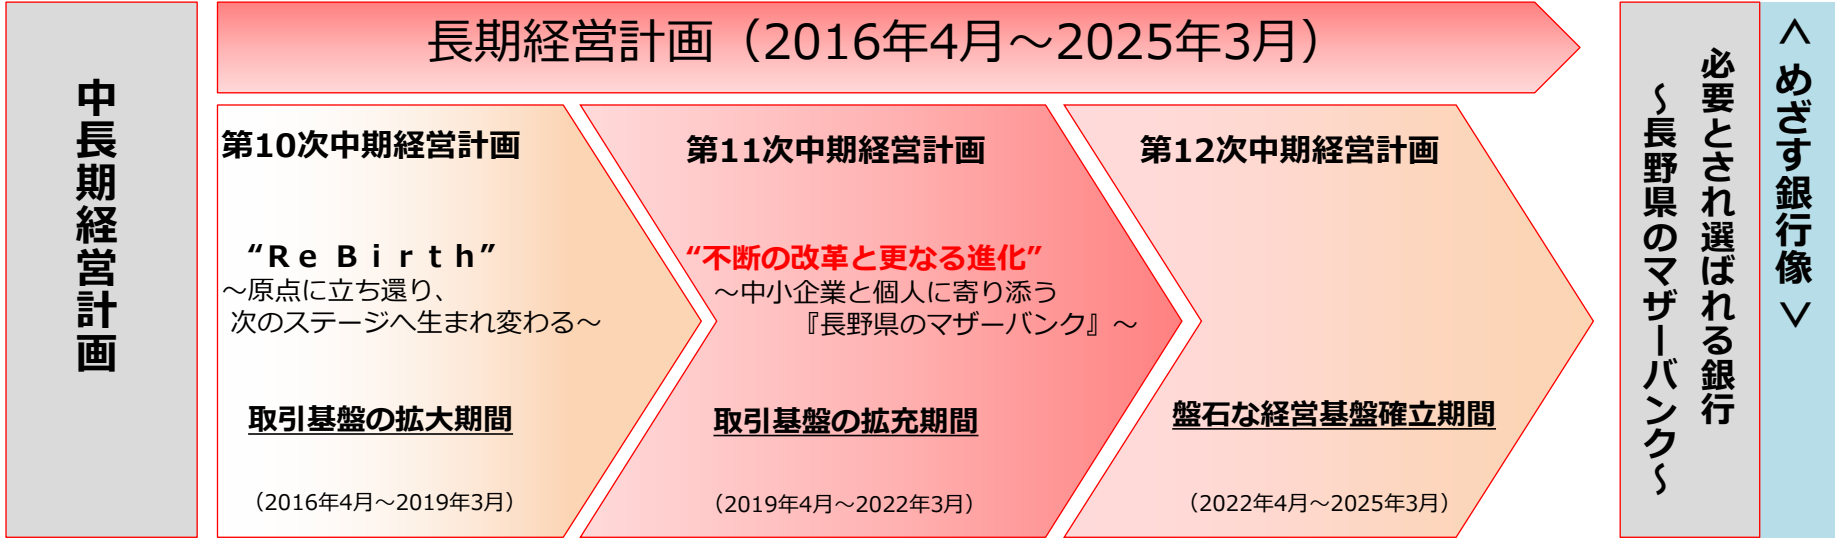 中長期経営計画
長期経営計画（2016年4月～2025年3月）
第10次中期経営計画
“Ｒｅ Ｂｉｒｔｈ”
～原点に立ち還り、
次のステージへ生まれ変わる～
取引基盤の拡大期間
（2016年4月～2019年3月）
第11次中期経営計画
“不断の改革と更なる進化”
～中小企業と個人に寄り添う
『長野県のマザーバンク』～
取引基盤の拡充期間
（2019年4月～2022年3月）
第12次中期経営計画
盤石な経営基盤確立期間
（2022年4月～2025年3月）
＜ めざす銀行像 ＞
必要とされ選ばれる銀行
～長野県のマザーバンク～